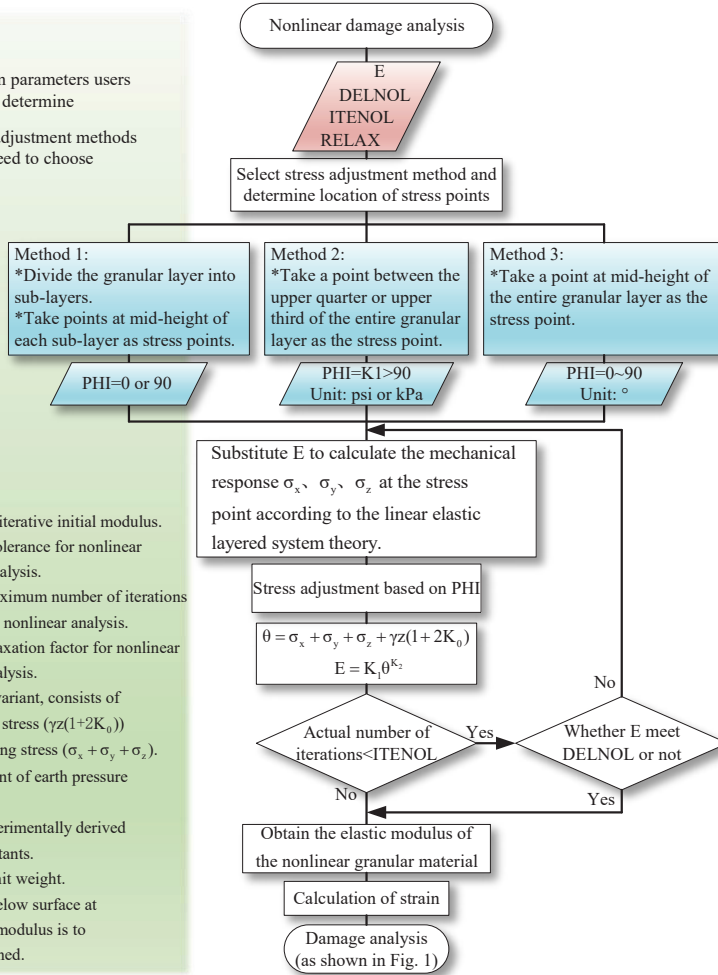 Nonlinear damage analysis
n parameters users
determine
djustment methods
eed to choose
E
DELNOL
ITENOL
RELAX
Select stress adjustment method and
determine location of stress points
Method 1:
*Divide the granular layer into
sub-layers.
*Take points at mid-height of
each sub-layer as stress points.
Method 2:
*Take a point between the
upper quarter or upper
third of the entire granular
layer as the stress point.
Method 3:
*Take a point at mid-height of
the entire granular layer as the
stress point.
PHI=0 or 90
PHI=K1>90
Unit: psi or kPa
PHI=0~90
Unit: °
Substitute E to calculate the mechanical
response σx、σy、σz at the stress
point according to the linear elastic
layered system theory.
Stress adjustment based on PHI
θ = σx + σy + σz + γz(1+ 2K0)
E = K1θ^K2
Actual number of
iterations<ITENOL
Yes
No
Whether E meet
DELNOL or not
No
Yes
Obtain the elastic modulus of
the nonlinear granular material
Calculation of strain
Damage analysis
(as shown in Fig. 1)
iterative initial modulus.
olerance for nonlinear
alysis.
aximum number of iterations
nonlinear analysis.
axation factor for nonlinear
alysis.
variant, consists of
stress (γz(1+2K0))
ng stress (σx + σy + σz).
nt of earth pressure
erimentally derived
tants.
nit weight.
elow surface at
modulus is to
ned.